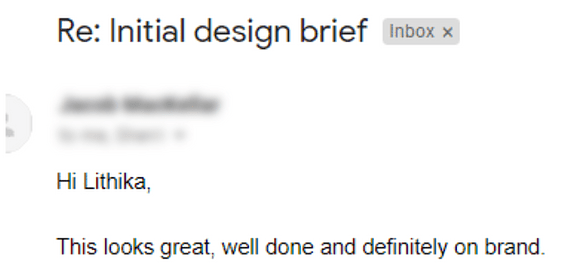 Re: Initial design brief Inbox ×
Hi Lithika,
This looks great, well done and definitely on brand.